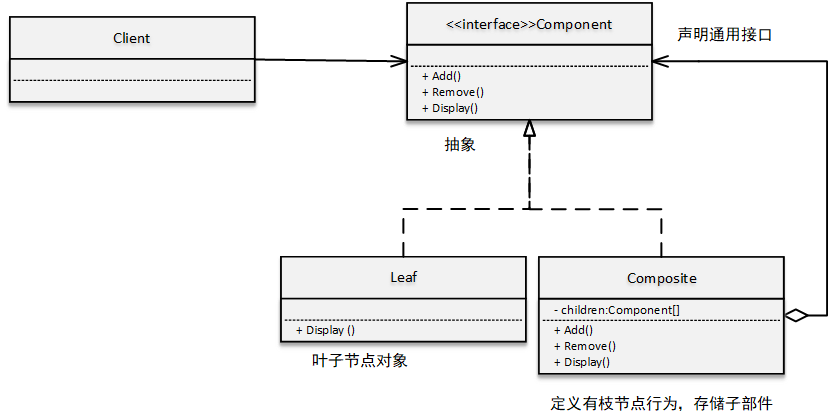 Client
<<interface>>Component
+ Add()
+ Remove()
+ Display()
声明通用接口
抽象
Leaf
+ Display ()
叶子节点对象
Composite
- children:Component[]
+ Add()
+ Remove()
+ Display()
定义有枝节点行为，存储子部件